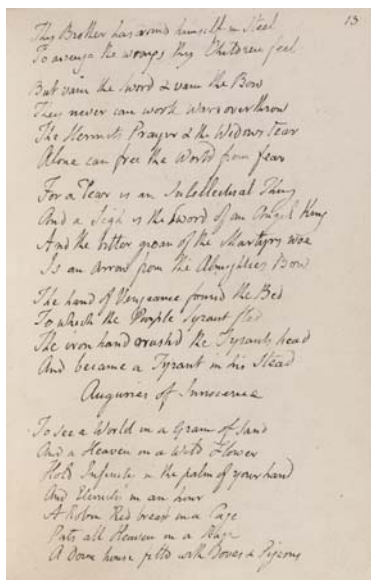 13
Thy Brother has armd himself in Steel
To avenge the wrongs thy Children feel
But vain the Sword & vain the Bow
They never can work Wars overthrow
The Hermits Prayer & the Widows tear
Alone can free the World from fear
For a Tear is an Intellectual Thing
And a Sigh is the Sword of an Angel King
And the bitter groan of the Martyrs woe
Is an Arrow from the Almighties Bow
The hand of Vengeance found the Bed
To which the Purple Tyrant fled
The iron hand crushd the Tyrants head
And became a Tyrant in his Stead
Auguries of Innocence
To see a World in a Grain of Sand
And a Heaven in a Wild Flower
Hold Infinity in the palm of your hand
And Eternity in an hour
A Robin Red breast in a Cage
Puts all Heaven in a Rage
A Dove house filld with Doves & Pigeons